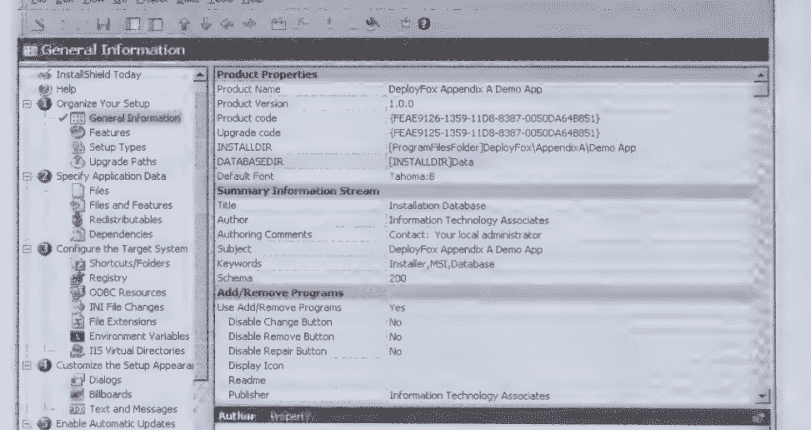 General Information
InstallShield Today
Help
Organize Your Setup
General Information
Features
Setup Types
Upgrade Paths
Specify Application Data
Files
Files and Features
Redistributables
Dependencies
Configure the Target System
Shortcuts/Folders
Registry
ODBC Resources
INI File Changes
File Extensions
Environment Variables
IIS Virtual Directories
Customize the Setup Appeara
Dialogs
Billboards
Text and Messages
Enable Automatic Updates
Product Properties
Product Name DeployFox Appendix A Demo App
Product Version 1.0.0
Product code {FEAE9126-1359-11D8-8387-0050DA64B851}
Upgrade code {FEAE9125-1359-11D8-8387-0050DA64B851}
INSTALLDIR [ProgramFilesFolder]DeployFox\AppendixA\Demo App
DATABASEDIR [INSTALLDIR]Data
Default Font Tahoma:8
Summary Information Stream
Title Installation Database
Author Information Technology Associates
Authoring Comments Contact: Your local administrator
Subject DeployFox Appendix A Demo App
Keywords Installer,MSI,Database
Schema 200
Add/Remove Programs
Use Add/Remove Programs Yes
Disable Change Button No
Disable Remove Button No
Disable Repair Button No
Display Icon
Readme
Publisher Information Technology Associates
Author Property